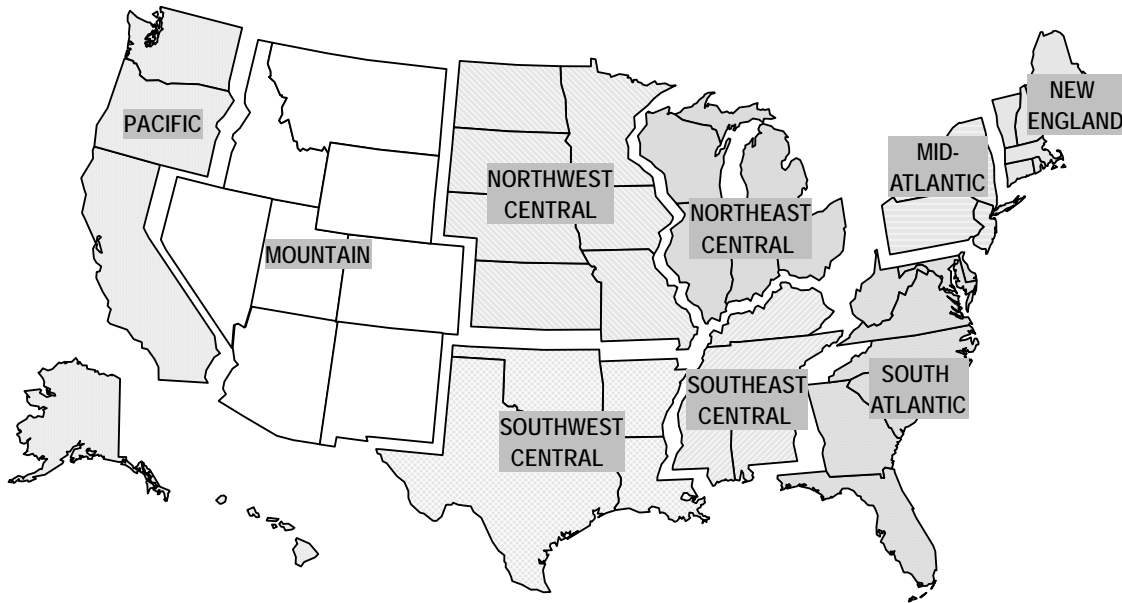 PACIFIC
MOUNTAIN
NORTHWEST
CENTRAL
SOUTHWEST
CENTRAL
NORTHEAST
CENTRAL
SOUTHEAST
CENTRAL
MID-
ATLANTIC
SOUTH
ATLANTIC
NEW
ENGLAND